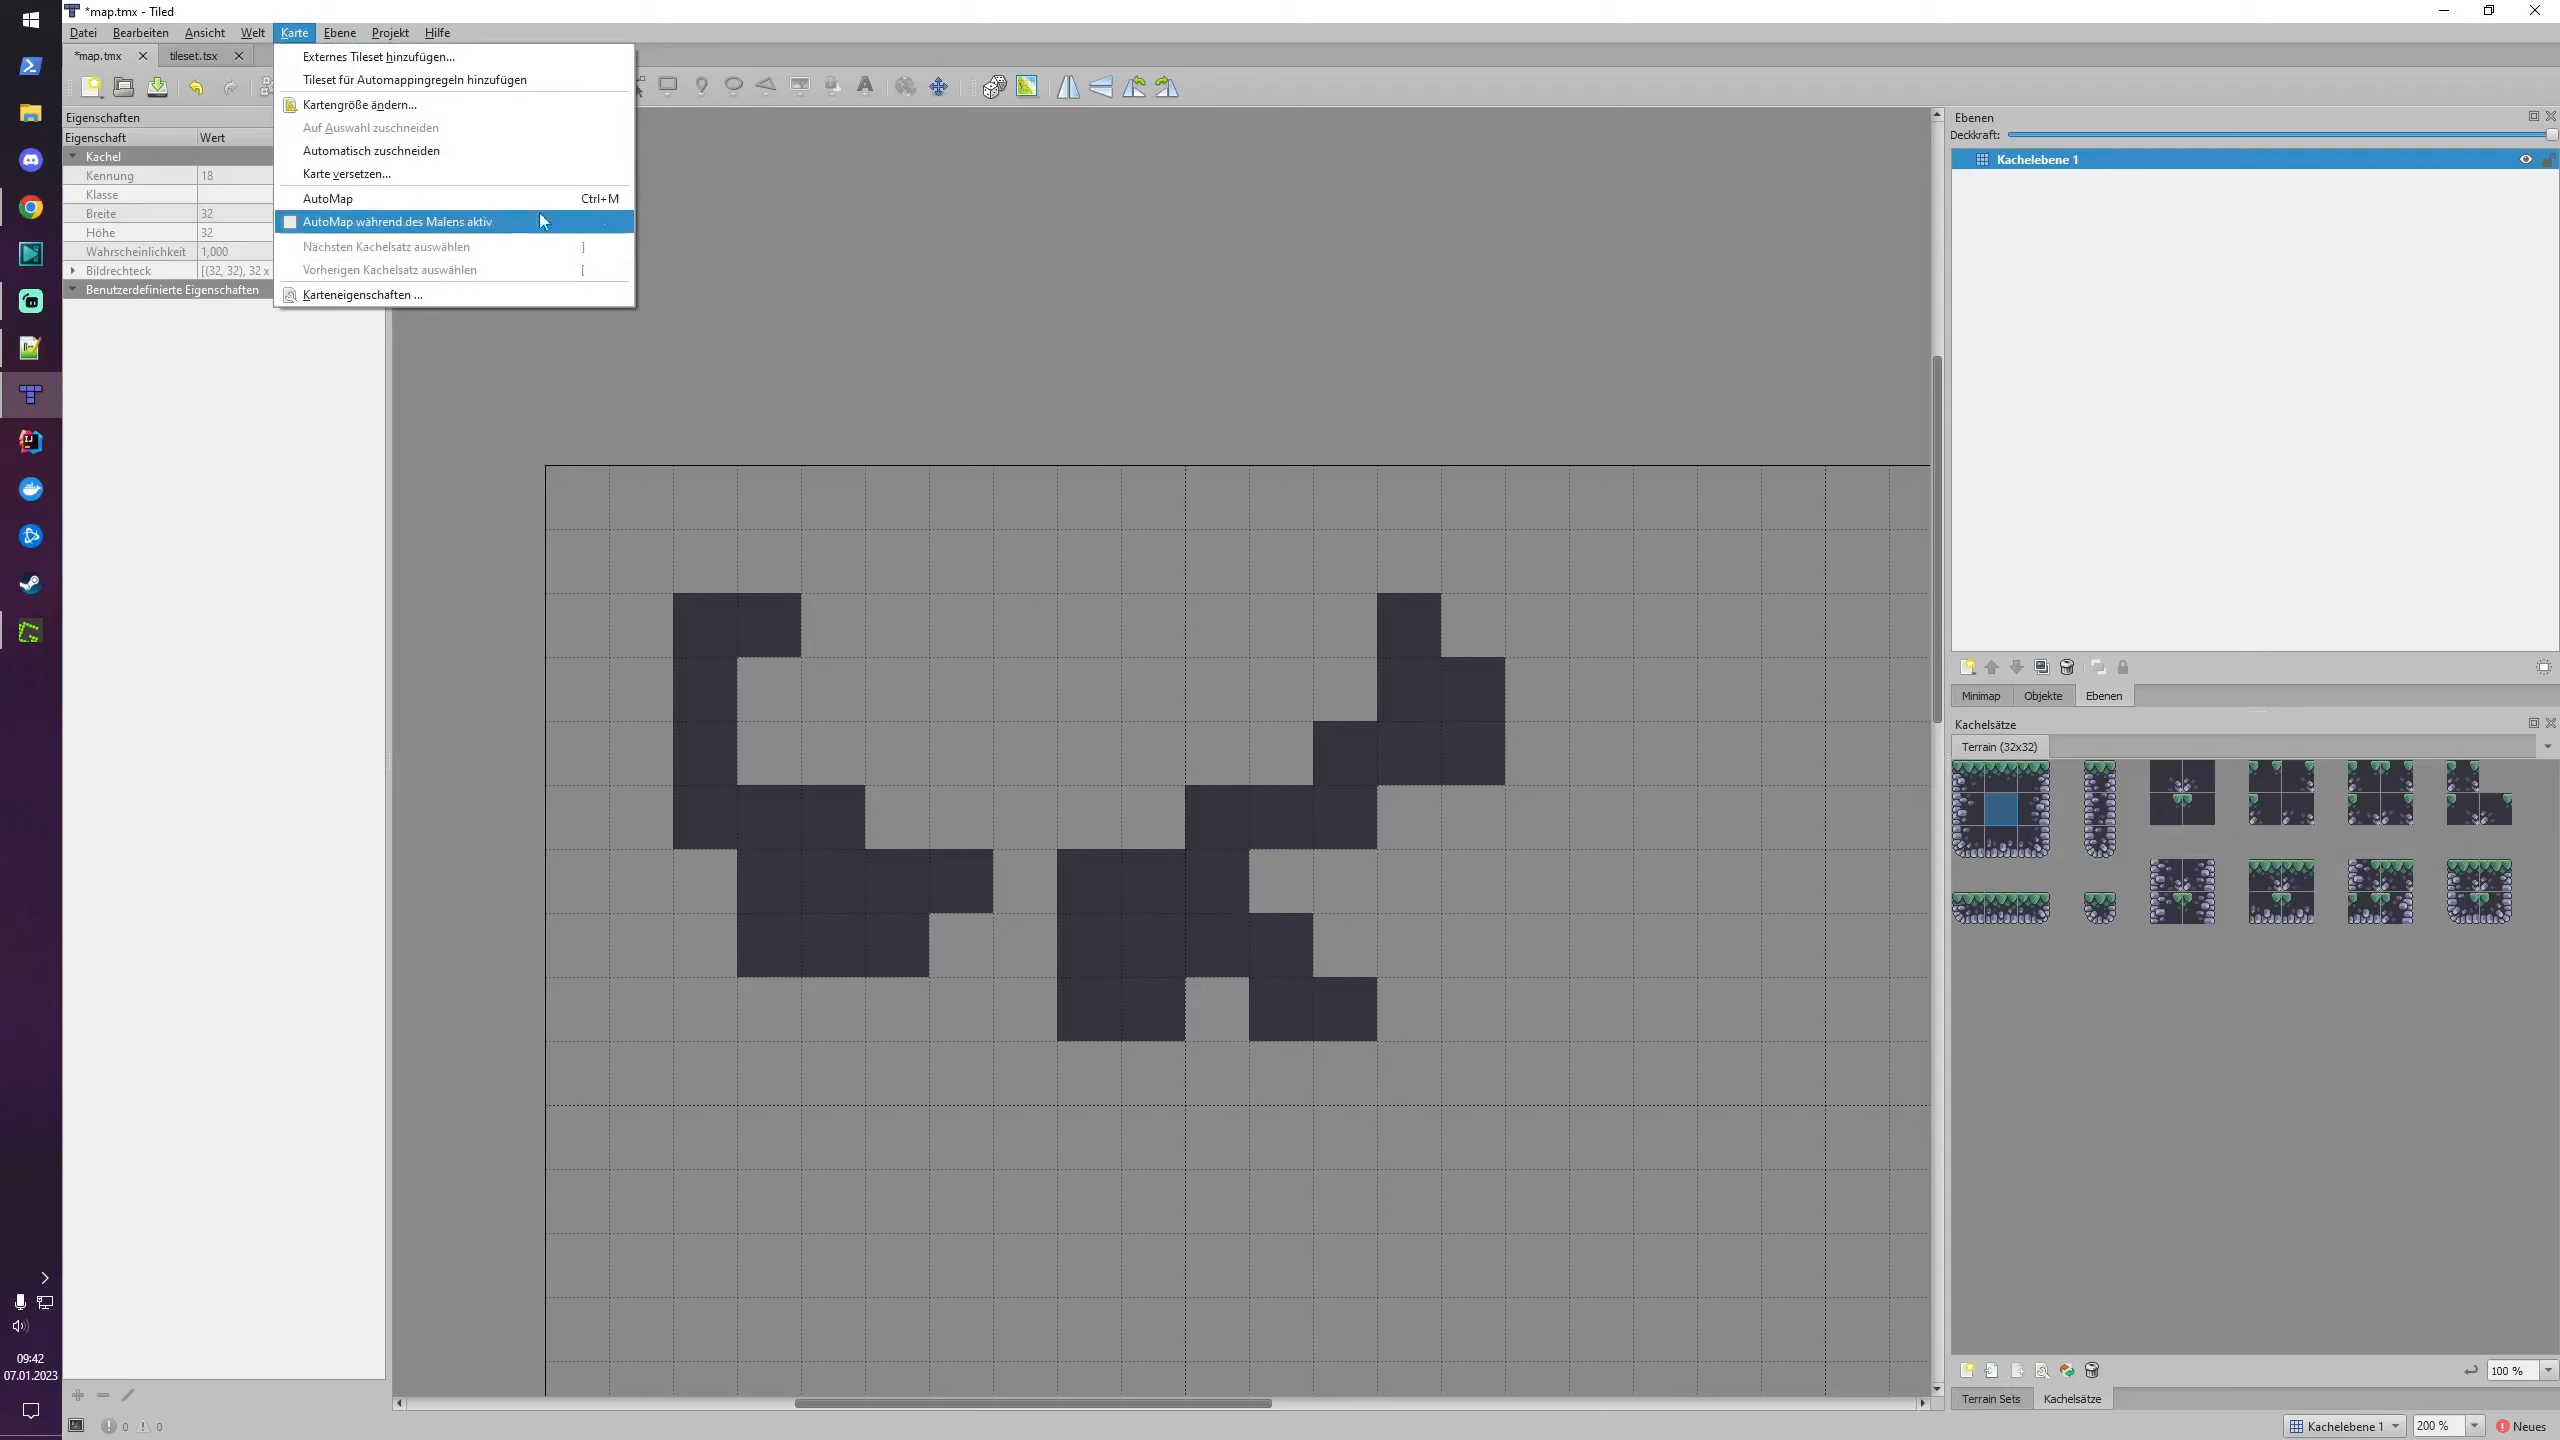 *map.tmx - Tiled
Datei Bearbeiten Ansicht Welt Karte Ebene Projekt Hilfe
*map.tmx tileset.tsx
Externes Tileset hinzufügen...
Tileset für Automappingregeln hinzufügen
Kartengröße ändern...
Auf Auswahl zuschneiden
Automatisch zuschneiden
Karte versetzen...
AutoMap Ctrl+M
AutoMap während des Malens aktiv
Nächsten Kachelsatz auswählen ]
Vorherigen Kachelsatz auswählen [
Karteneigenschaften ...
Eigenschaften
Eigenschaft Wert
Kachel
Kennung 18
Klasse
Breite 32
Höhe 32
Wahrscheinlichkeit 1,000
Bildrechteck [(32, 32), 32 x
Benutzerdefinierte Eigenschaften
Ebenen
Deckkraft:
Kachelebene 1
Minimap Objekte Ebenen
Kachelsätze
Terrain (32x32)
100 %
Terrain Sets Kachelsätze
09:42
07.01.2023
0 0
Kachelebene 1 200 % Neues